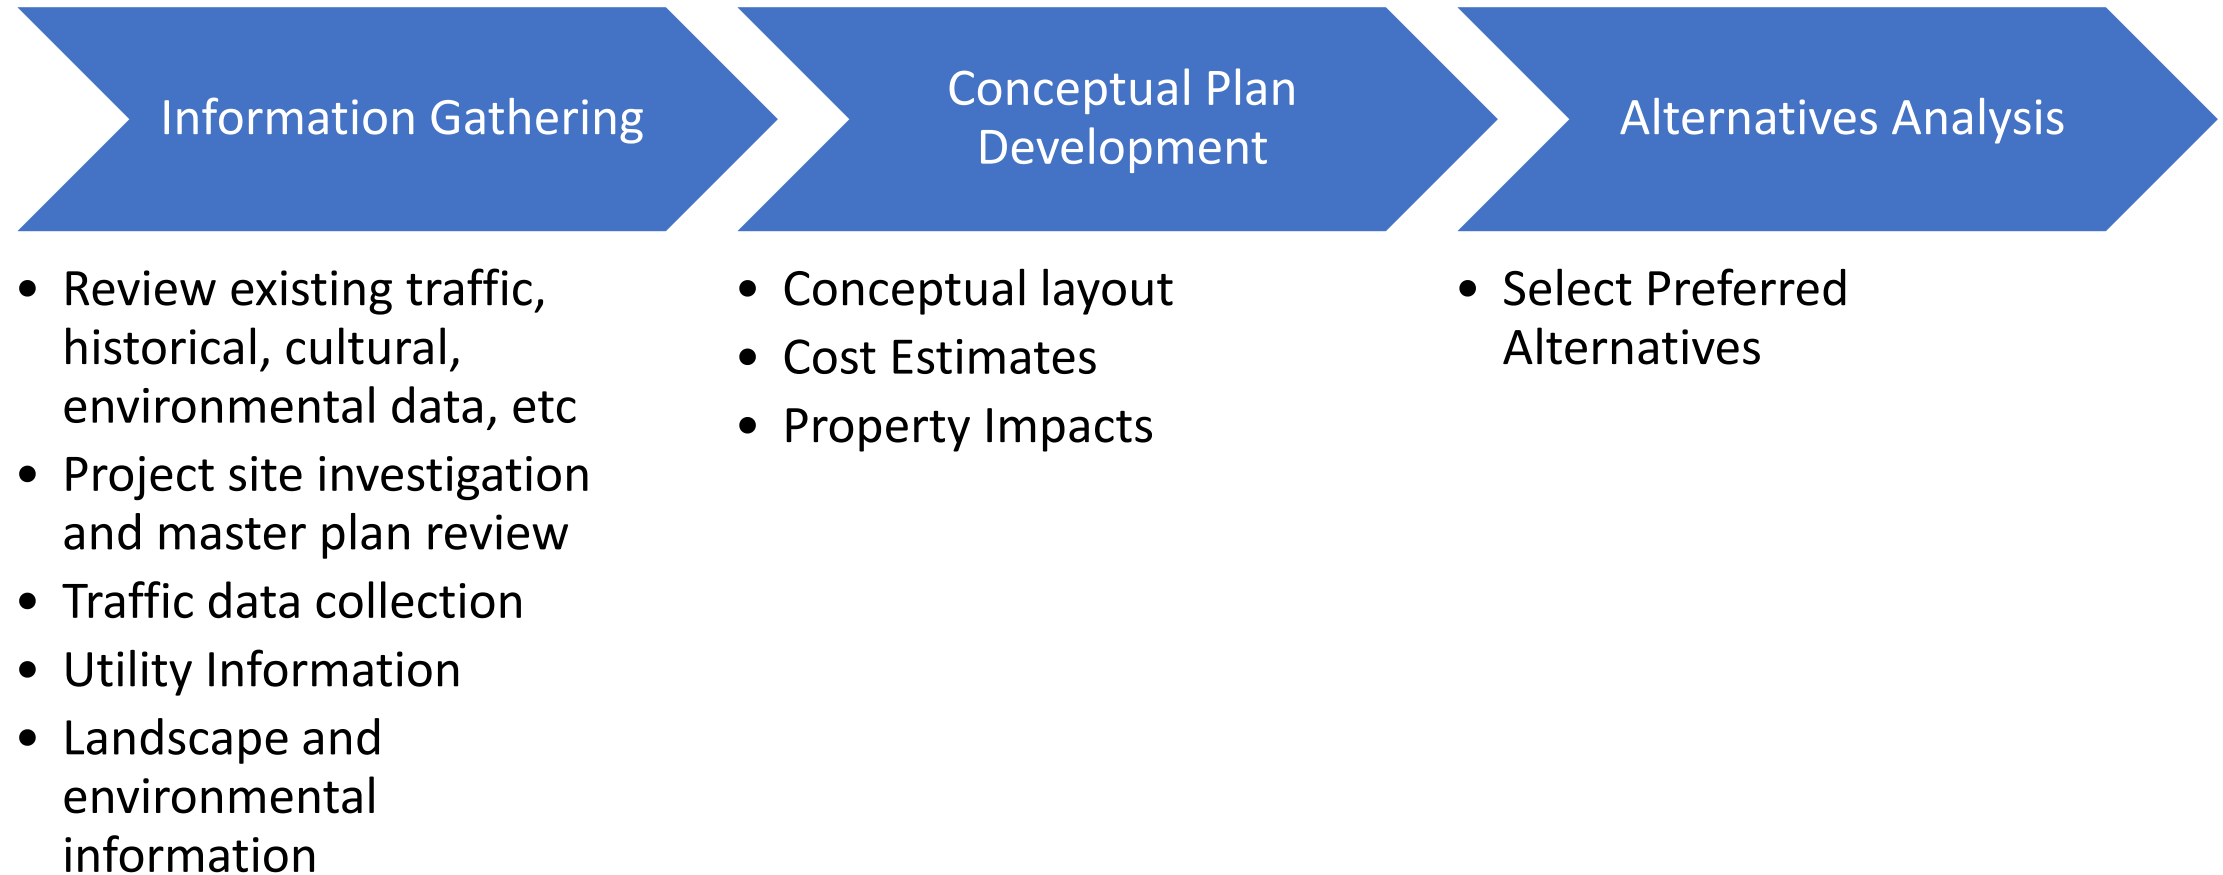 Information Gathering
• Review existing traffic,
historical, cultural,
environmental data, etc
• Project site investigation
and master plan review
• Traffic data collection
• Utility Information
• Landscape and
environmental
information
Conceptual Plan
Development
• Conceptual layout
• Cost Estimates
• Property Impacts
Alternatives Analysis
• Select Preferred
Alternatives